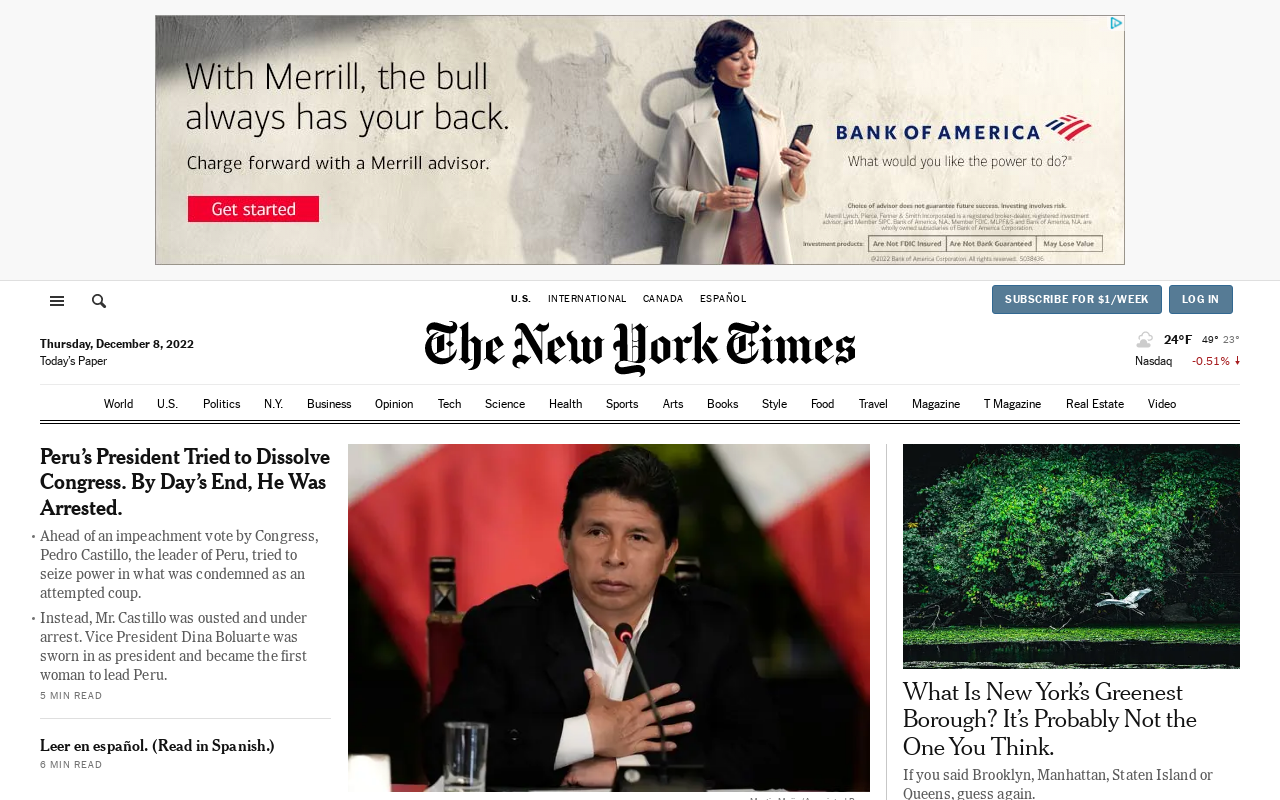 With Merrill, the bull
always has your back.
Charge forward with a Merrill advisor.
Get started
BANK OF AMERICA
What would you like the power to do?®
Choice of advisor does not guarantee future success. Investing involves risk.
Merrill Lynch, Pierce, Fenner & Smith Incorporated is a registered broker-dealer, registered investment
advisor, and Member SIPC. Bank of America, N.A., Member FDIC. MLPF&S and Bank of America, N.A. are
wholly owned subsidiaries of Bank of America Corporation.
Investment products: Are Not FDIC Insured Are Not Bank Guaranteed May Lose Value
@2022 Bank of America Corporation. All rights reserved. 5038436
U.S. INTERNATIONAL CANADA ESPAÑOL
SUBSCRIBE FOR $1/WEEK LOG IN
Thursday, December 8, 2022
Today's Paper
The New York Times
24°F 49° 23°
Nasdaq -0.51%
World U.S. Politics N.Y. Business Opinion Tech Science Health Sports Arts Books Style Food Travel Magazine T Magazine Real Estate Video
Peru's President Tried to Dissolve
Congress. By Day's End, He Was
Arrested.
• Ahead of an impeachment vote by Congress,
Pedro Castillo, the leader of Peru, tried to
seize power in what was condemned as an
attempted coup.
• Instead, Mr. Castillo was ousted and under
arrest. Vice President Dina Boluarte was
sworn in as president and became the first
woman to lead Peru.
5 MIN READ
Leer en español. (Read in Spanish.)
6 MIN READ
What Is New York's Greenest
Borough? It's Probably Not the
One You Think.
If you said Brooklyn, Manhattan, Staten Island or
Queens, guess again.